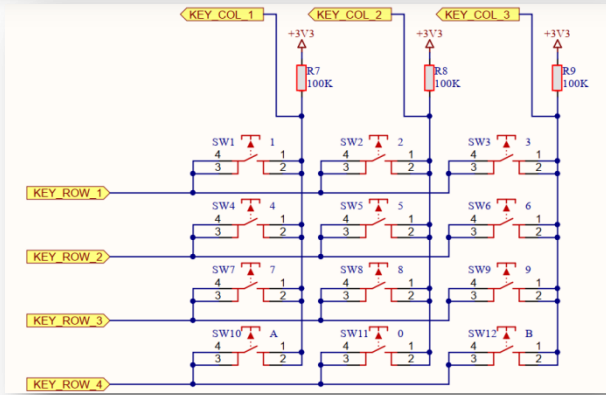 KEY_COL_1 KEY_COL_2 KEY_COL_3
+3V3 +3V3 +3V3
R7 R8 R9
100K 100K 100K
SW1 1 SW2 2 SW3 3
4 1 4 1 4 1
3 2 3 2 3 2
KEY_ROW_1
SW4 4 SW5 5 SW6 6
4 1 4 1 4 1
3 2 3 2 3 2
KEY_ROW_2
SW7 7 SW8 8 SW9 9
4 1 4 1 4 1
3 2 3 2 3 2
KEY_ROW_3
SW10 A SW11 0 SW12 B
4 1 4 1 4 1
3 2 3 2 3 2
KEY_ROW_4